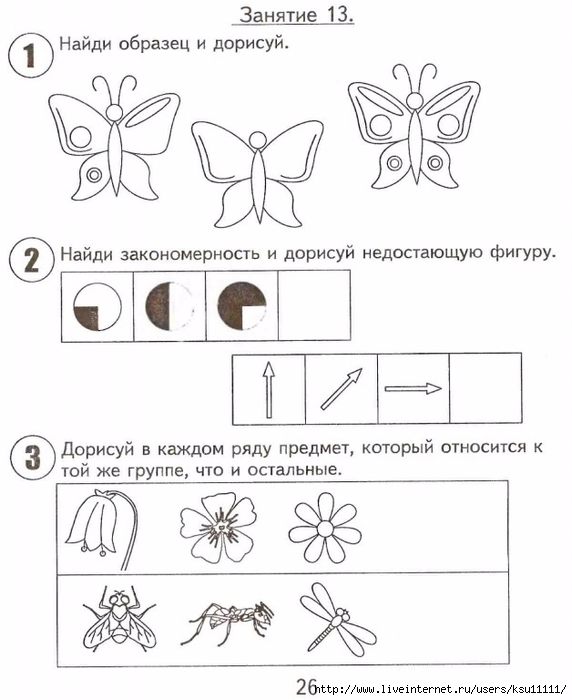 Занятие 13.
1 Найди образец и дорисуй.
2 Найди закономерность и дорисуй недостающую фигуру.
3 Дорисуй в каждом ряду предмет, который относится к
той же группе, что и остальные.
26
http://www.liveinternet.ru/users/ksu11111/